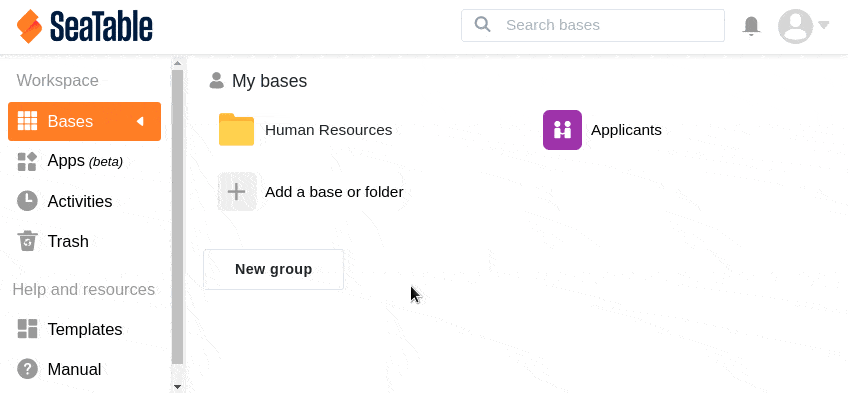 SeaTable
Search bases
Workspace
Bases
Apps (beta)
Activities
Trash
Help and resources
Templates
Manual
My bases
Human Resources
Applicants
Add a base or folder
New group